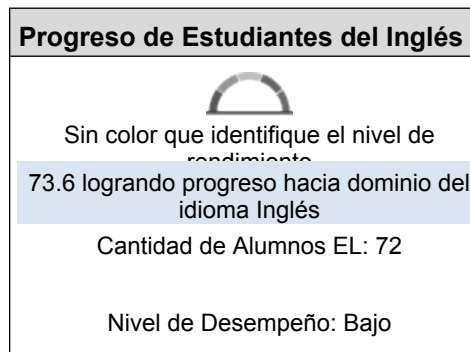 Progreso de Estudiantes del Inglés
Sin color que identifique el nivel de
rendimiento
73.6 logrando progreso hacia dominio del
idioma Inglés
Cantidad de Alumnos EL: 72
Nivel de Desempeño: Bajo